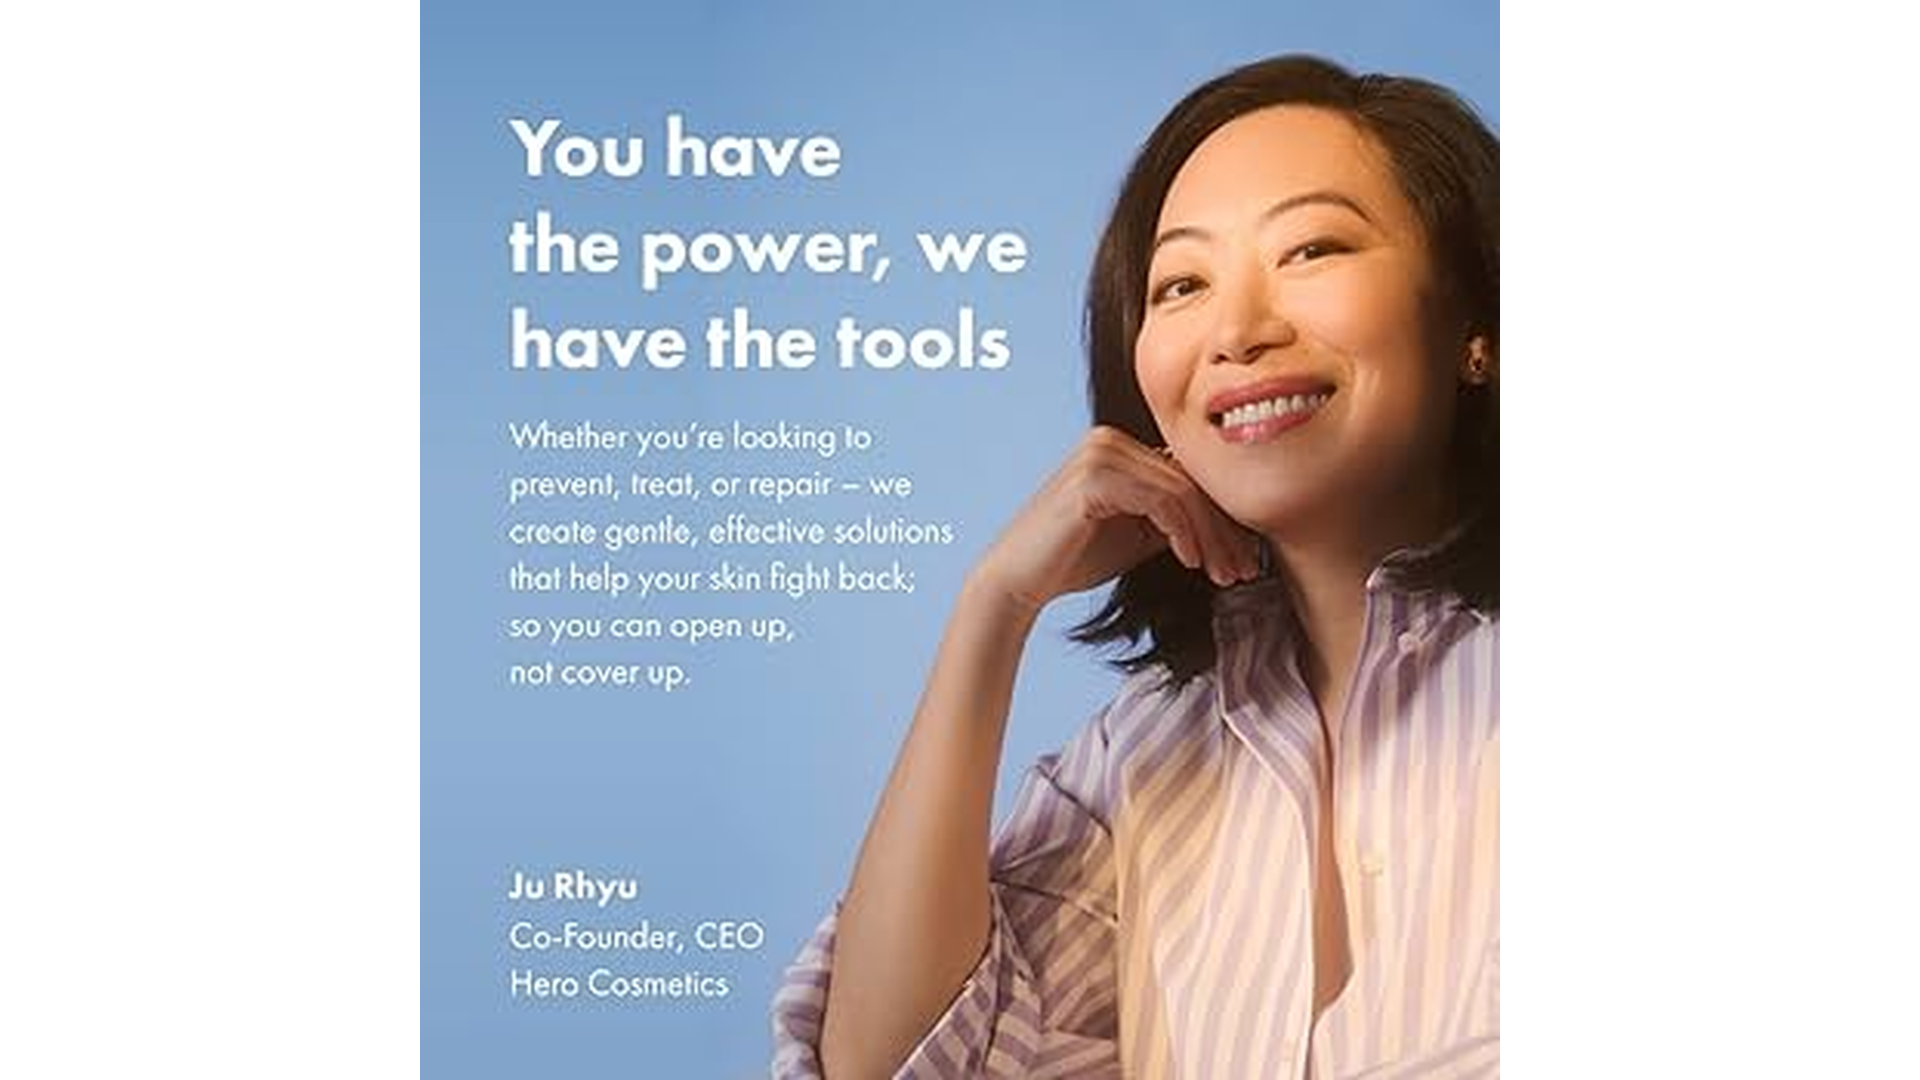 You have
the power, we
have the tools
Whether you’re looking to
prevent, treat, or repair – we
create gentle, effective solutions
that help your skin fight back;
so you can open up,
not cover up.
Ju Rhyu
Co-Founder, CEO
Hero Cosmetics